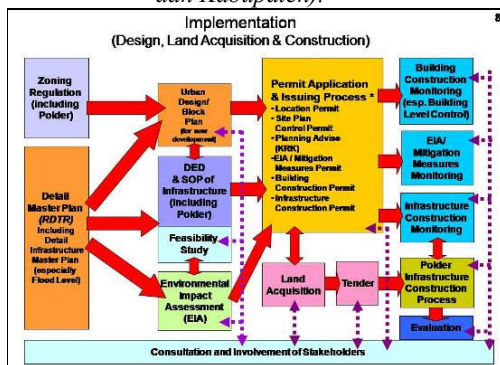 dan Kabupaten).
Implementation
(Design, Land Acquisition & Construction)
8
Zoning
Regulation
(including
Polder)
Detail
Master Plan
(RDTR)
Including
Detail
Infrastructure
Master Plan
(especially
Flood Level)
Urban
Design/
Block
Plan
(for new
development)
DED
& SOP of
Infrastructure
(including
Polder)
Feasibility
Study
Environmental
Impact
Assessment
(EIA)
Permit Application
& Issuing Process *
• Location Permit
• Site Plan
Control Permit
• Planning Advise
(KRK)
• EIA / Mitigation
Measures Permit
• Building
Construction Permit
• Infrastructure
Construction Permit
Land
Acquisition
Tender
Building
Construction
Monitoring
(esp. Building
Level Control)
EIA/
Mitigation
Measures
Monitoring
Infrastructure
Construction
Monitoring
Polder
Infrastructure
Construction
Process
Evaluation
Consultation and Involvement of Stakeholders